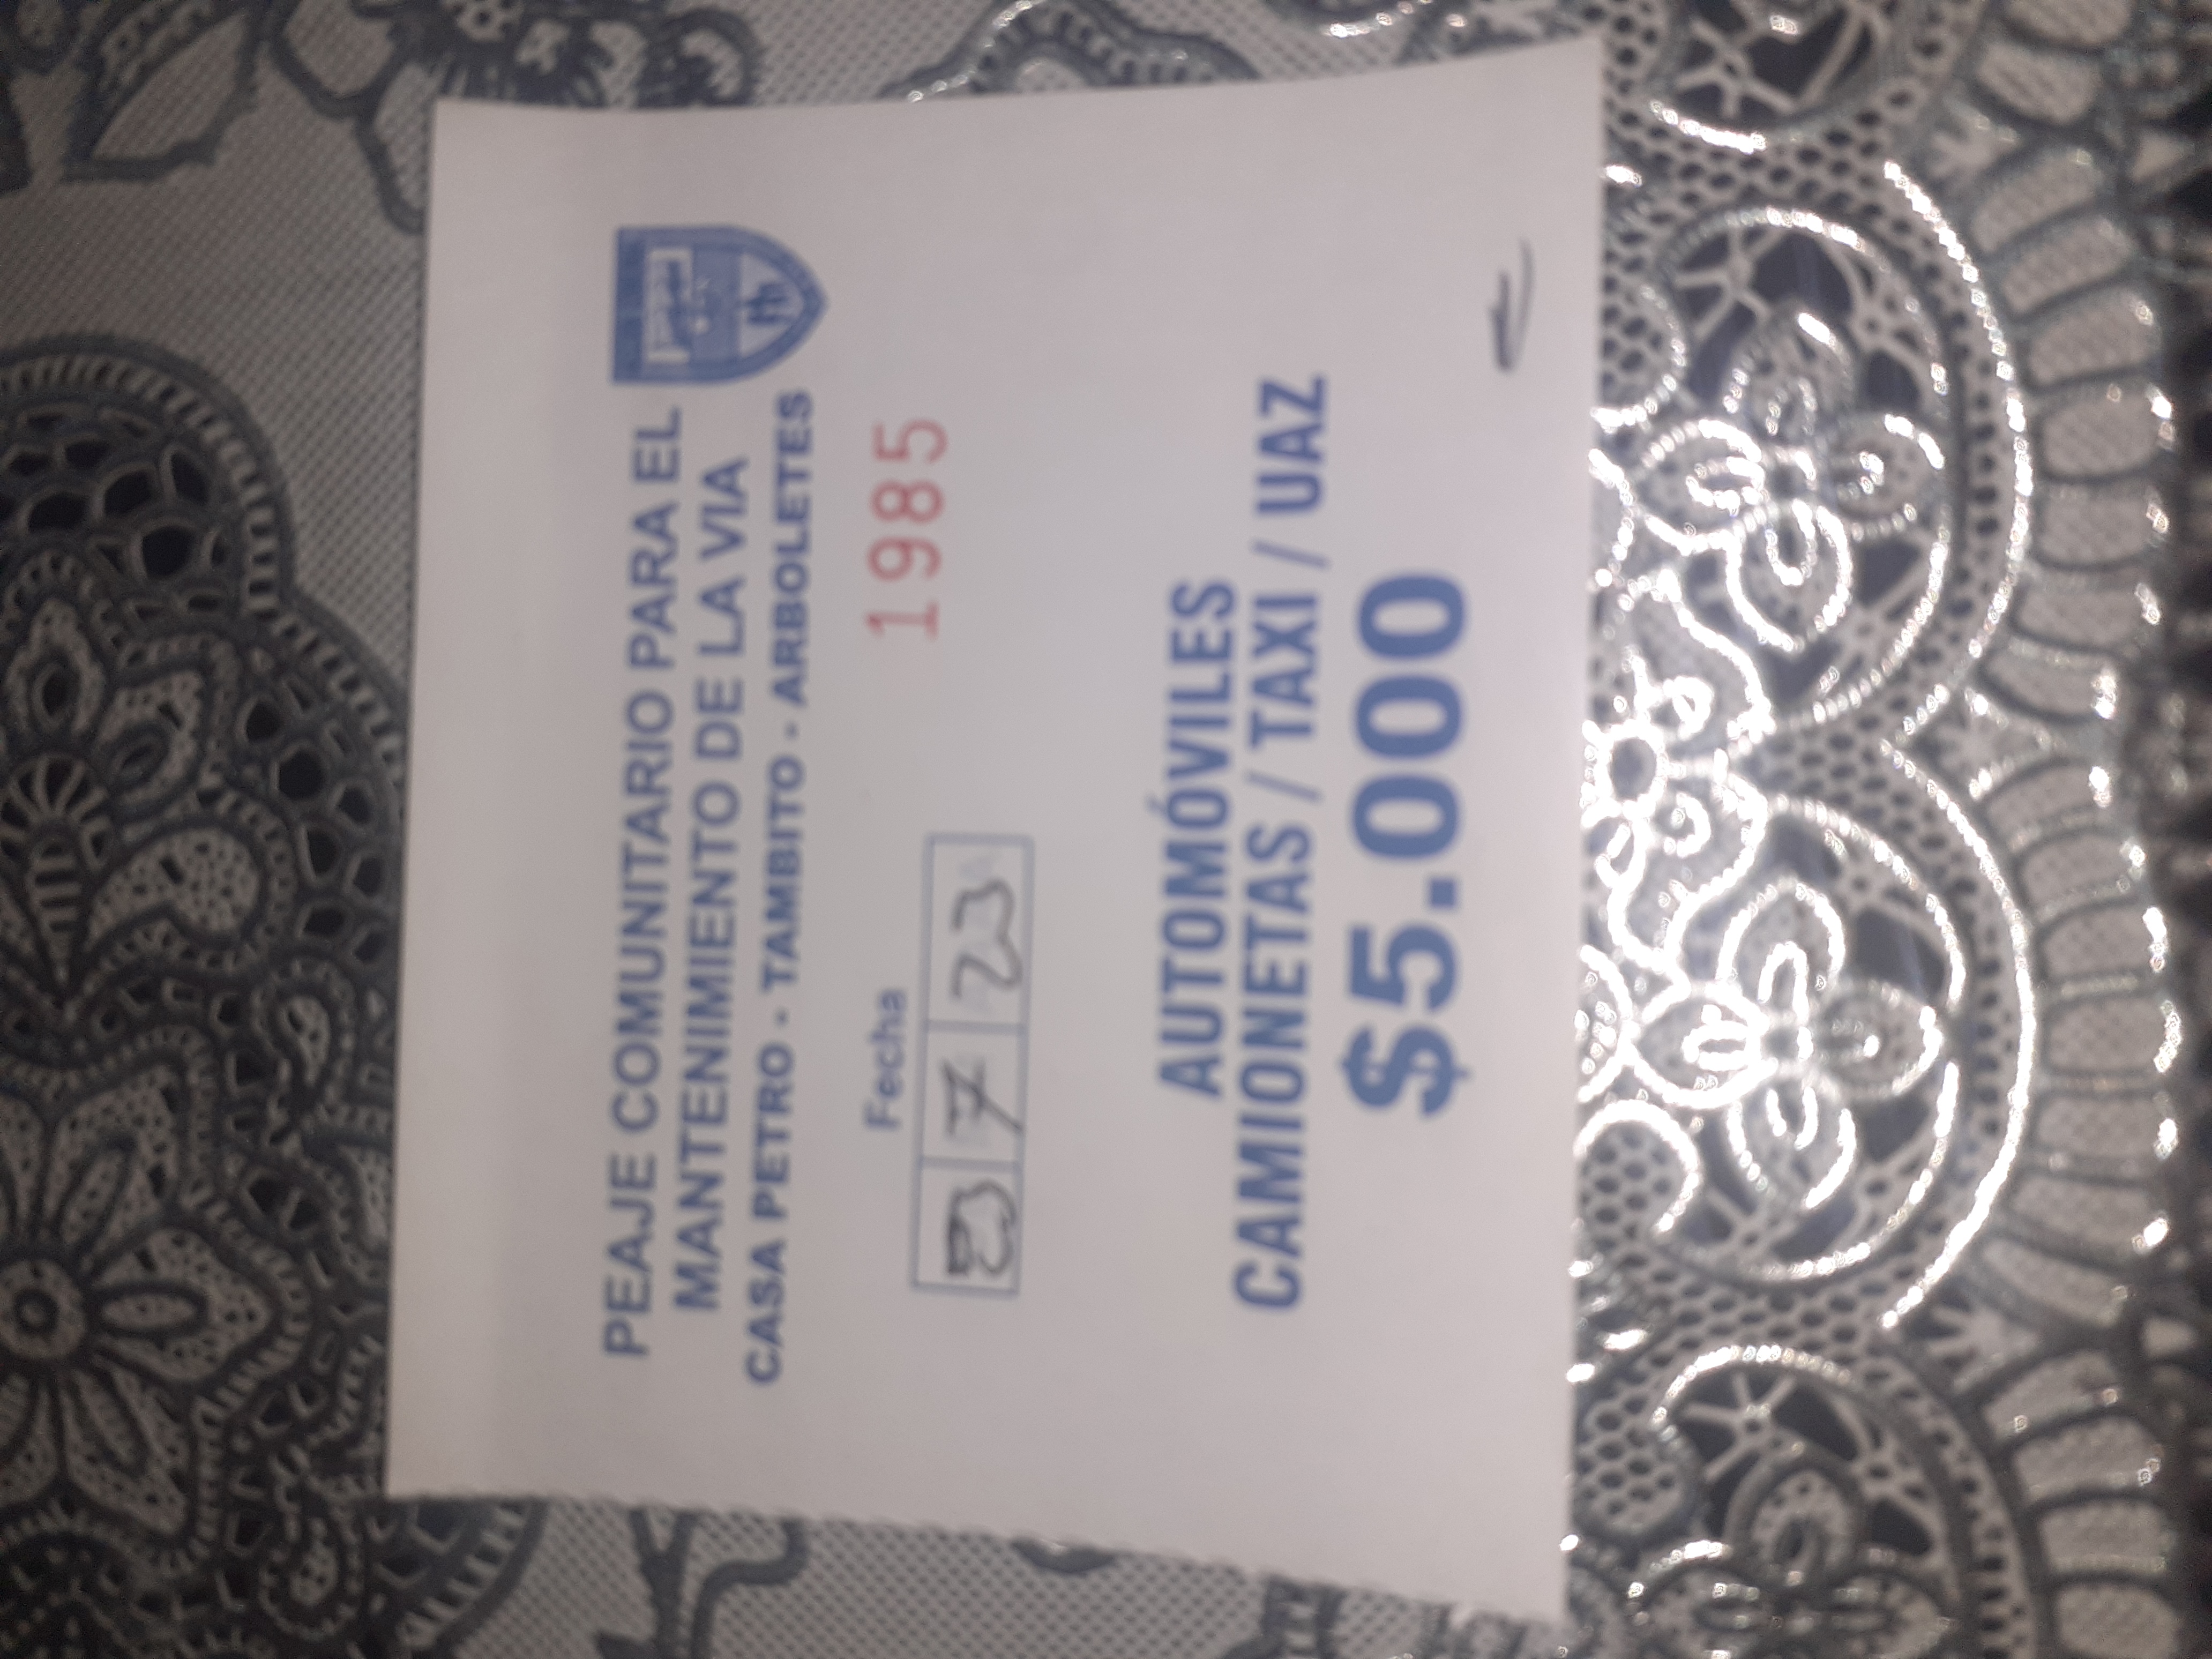 PEAJE COMUNITARIO PARA EL
MANTENIMIENTO DE LA VIA
CASA PETRO - TAMBITO - ARBOLETES
Fecha
7 23
1985
AUTOMÓVILES
CAMIONETAS / TAXI / UAZ
$5.000